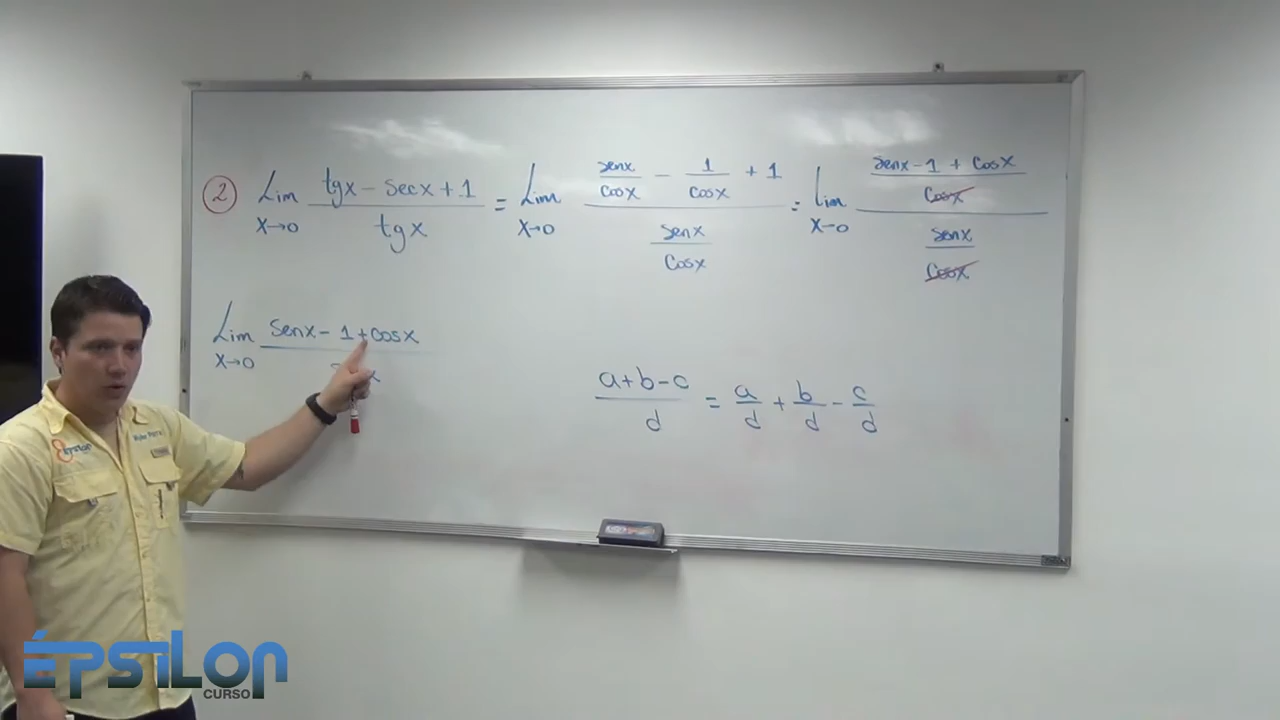 2 Lim x→0 (tgx - secx + 1)/(tgx) = Lim x→0 (senx/cosx - 1/cosx + 1)/(senx/cosx) = Lim x→0 ((senx - 1 + cosx)/cosx)/(senx/cosx)
Lim x→0 senx - 1 + cosx
(a+b-c)/d = a/d + b/d - c/d
ÉPSILON
CURSO